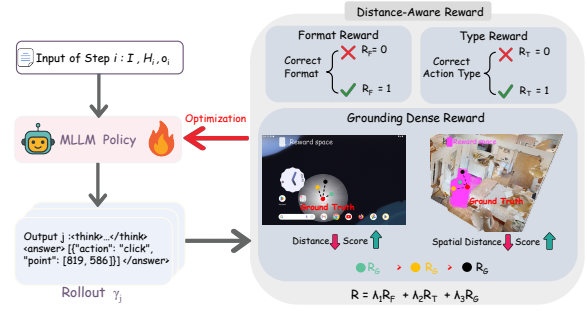 Distance-Aware Reward
Input of Step i : I , Hi , oi
Format Reward
Correct
Format
RF= 0
RF = 1
Type Reward
Correct
Action Type
RT = 0
RT = 1
Optimization
MLLM Policy
Grounding Dense Reward
Reward space
Ground Truth
Reward space
Ground Truth
Distance Score
Spatial Distance Score
RG > RG > RG
Output j :<think>...</think>
<answer> [{"action": "click",
"point": [819, 586]}] </answer>
Rollout γj
R = λ1RF + λ2RT + λ3RG